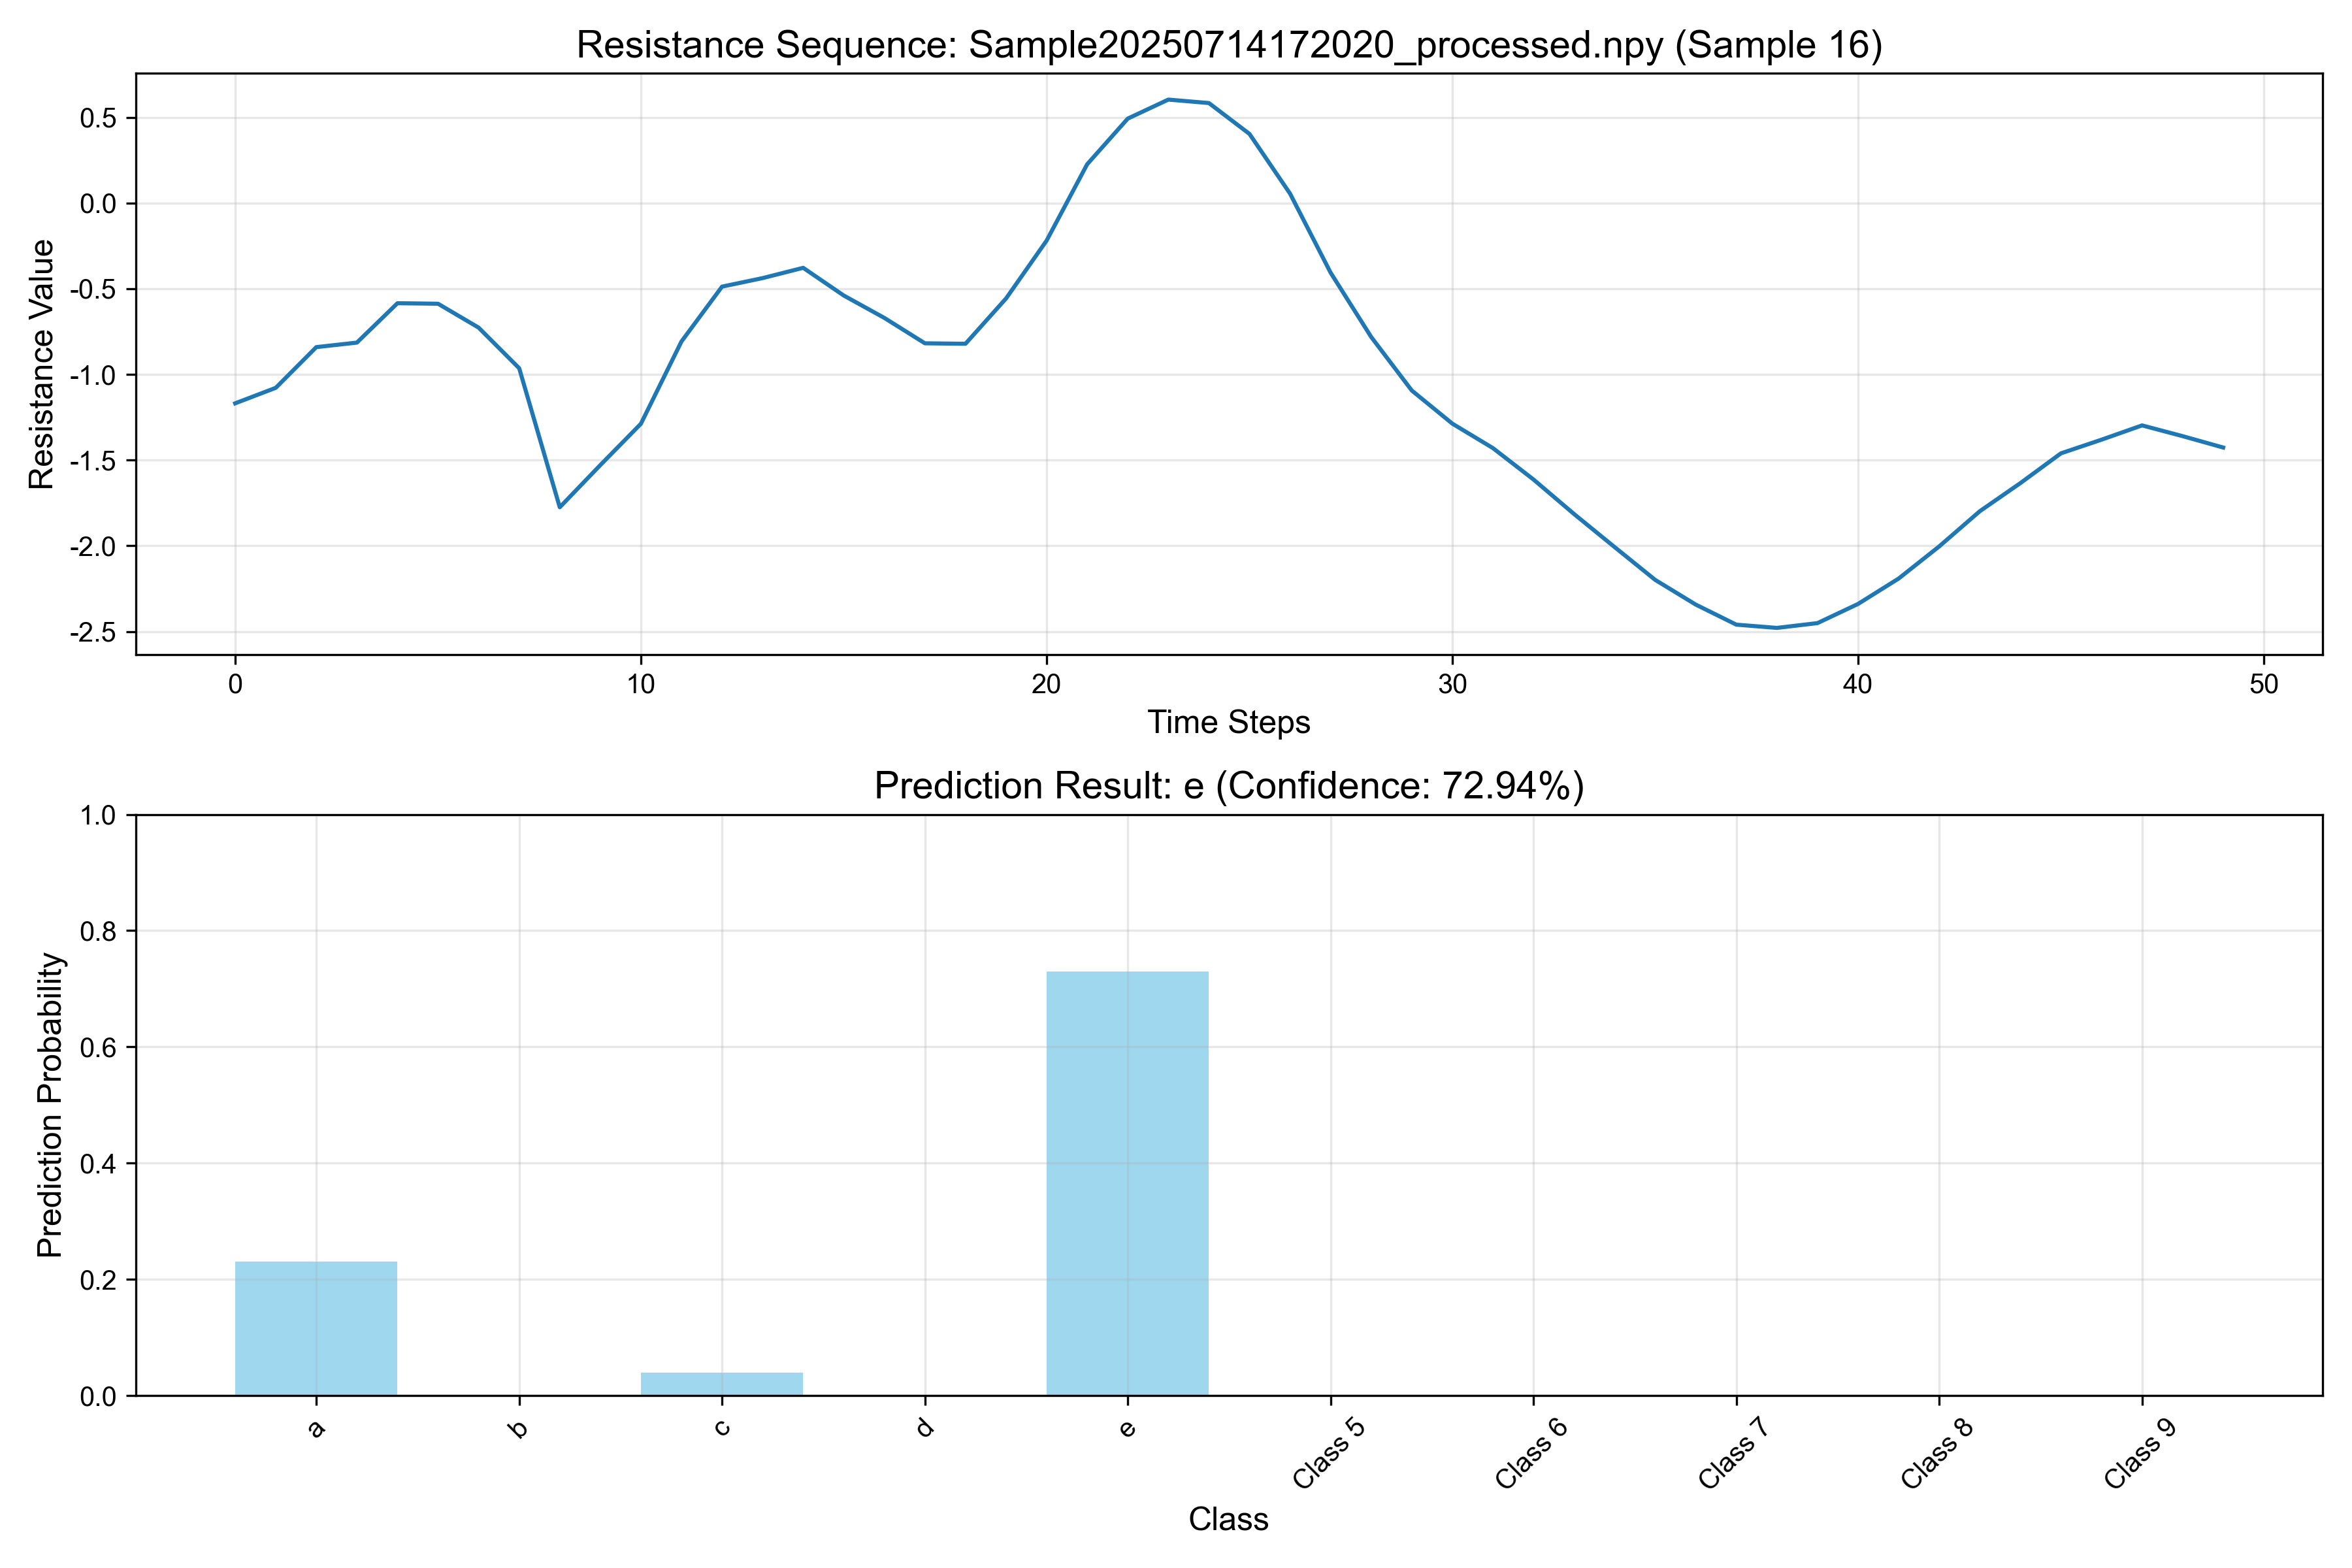 Resistance Sequence: Sample20250714172020_processed.npy (Sample 16)
Resistance Value
0.5
0.0
-0.5
-1.0
-1.5
-2.0
-2.5
0 10 20 30 40 50
Time Steps
Prediction Result: e (Confidence: 72.94%)
Prediction Probability
1.0
0.8
0.6
0.4
0.2
0.0
a b c d e Class 5 Class 6 Class 7 Class 8 Class 9
Class